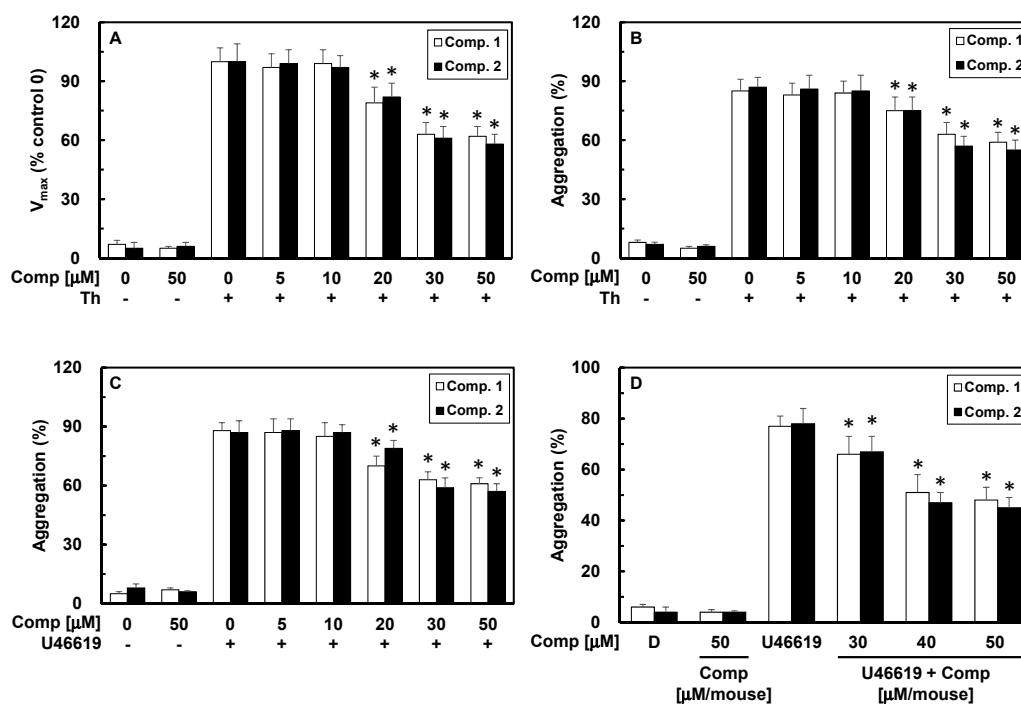 A
Comp. 1
Comp. 2
V max (% control 0)
120
90
60
30
0
* * * * * *
Comp [µM] 0 50 0 5 10 20 30 50
Th - - + + + + + +
B
Comp. 1
Comp. 2
Aggregation (%)
120
90
60
30
0
* * * * * *
Comp [µM] 0 50 0 5 10 20 30 50
Th - - + + + + + +
C
Comp. 1
Comp. 2
Aggregation (%)
120
90
60
30
0
* * * * * *
Comp [µM] 0 50 0 5 10 20 30 50
U46619 - - + + + + + +
D
Comp. 1
Comp. 2
Aggregation (%)
100
80
60
40
20
0
* * * * * *
Comp [µM] D 50 U46619 30 40 50
Comp U46619 + Comp
[µM/mouse] [µM/mouse]